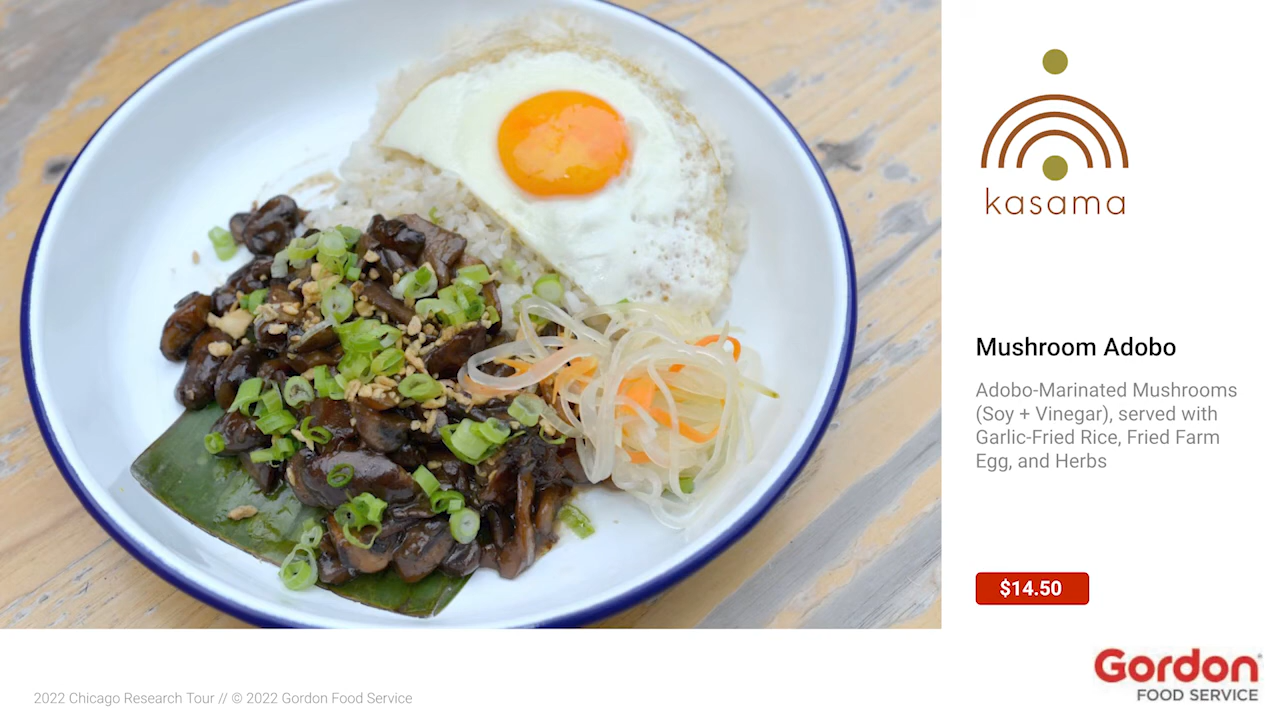 kasama
Mushroom Adobo
Adobo-Marinated Mushrooms
(Soy + Vinegar), served with
Garlic-Fried Rice, Fried Farm
Egg, and Herbs
$14.50
Gordon
FOOD SERVICE
2022 Chicago Research Tour // © 2022 Gordon Food Service